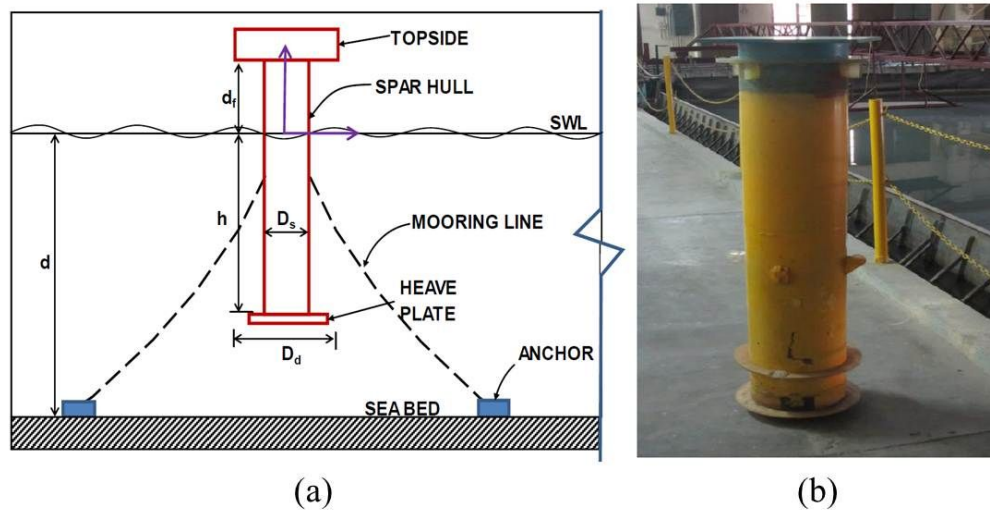 TOPSIDE
d_f
SPAR HULL
SWL
h
D_s
MOORING LINE
d
HEAVE
PLATE
D_d
ANCHOR
SEA BED
(a)
(b)